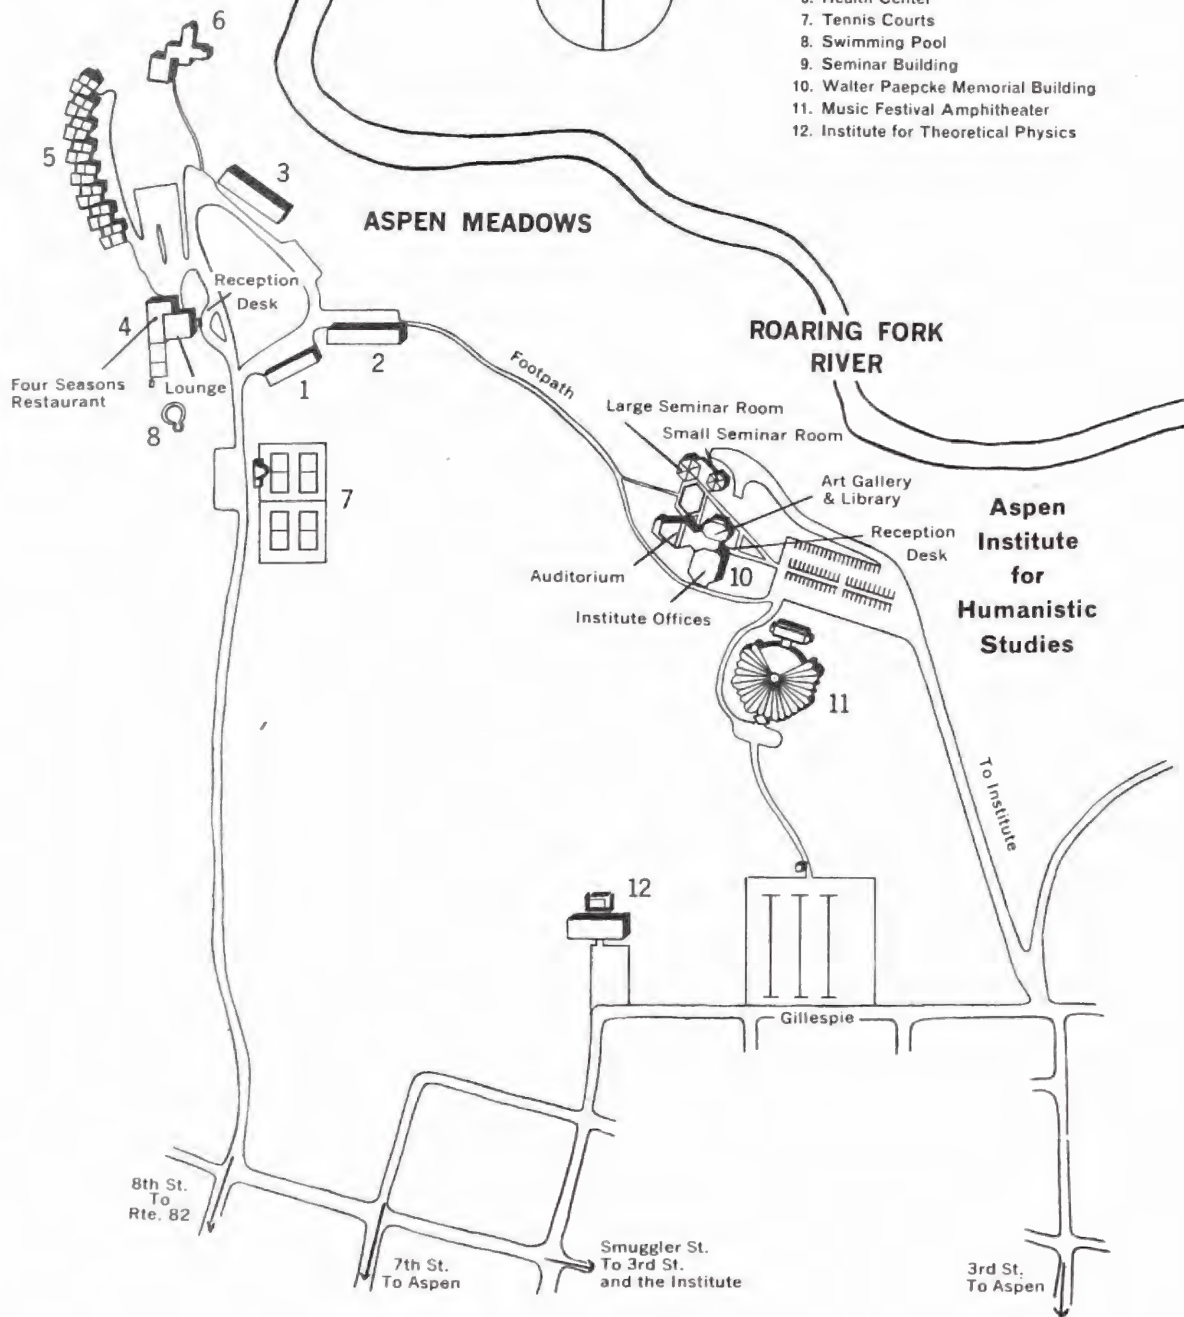 6. Health Center
7. Tennis Courts
8. Swimming Pool
9. Seminar Building
10. Walter Paepcke Memorial Building
11. Music Festival Amphitheater
12. Institute for Theoretical Physics
6
5
3
ASPEN MEADOWS
Reception
Desk
4
2
1
Four Seasons
Restaurant
Lounge
8
7
Footpath
ROARING FORK
RIVER
Large Seminar Room
Small Seminar Room
Art Gallery
& Library
Reception
Desk
Auditorium
10
Institute Offices
Aspen
Institute
for
Humanistic
Studies
11
To Institute
12
Gillespie
8th St.
To
Rte. 82
7th St.
To Aspen
Smuggler St.
To 3rd St.
and the Institute
3rd St.
To Aspen